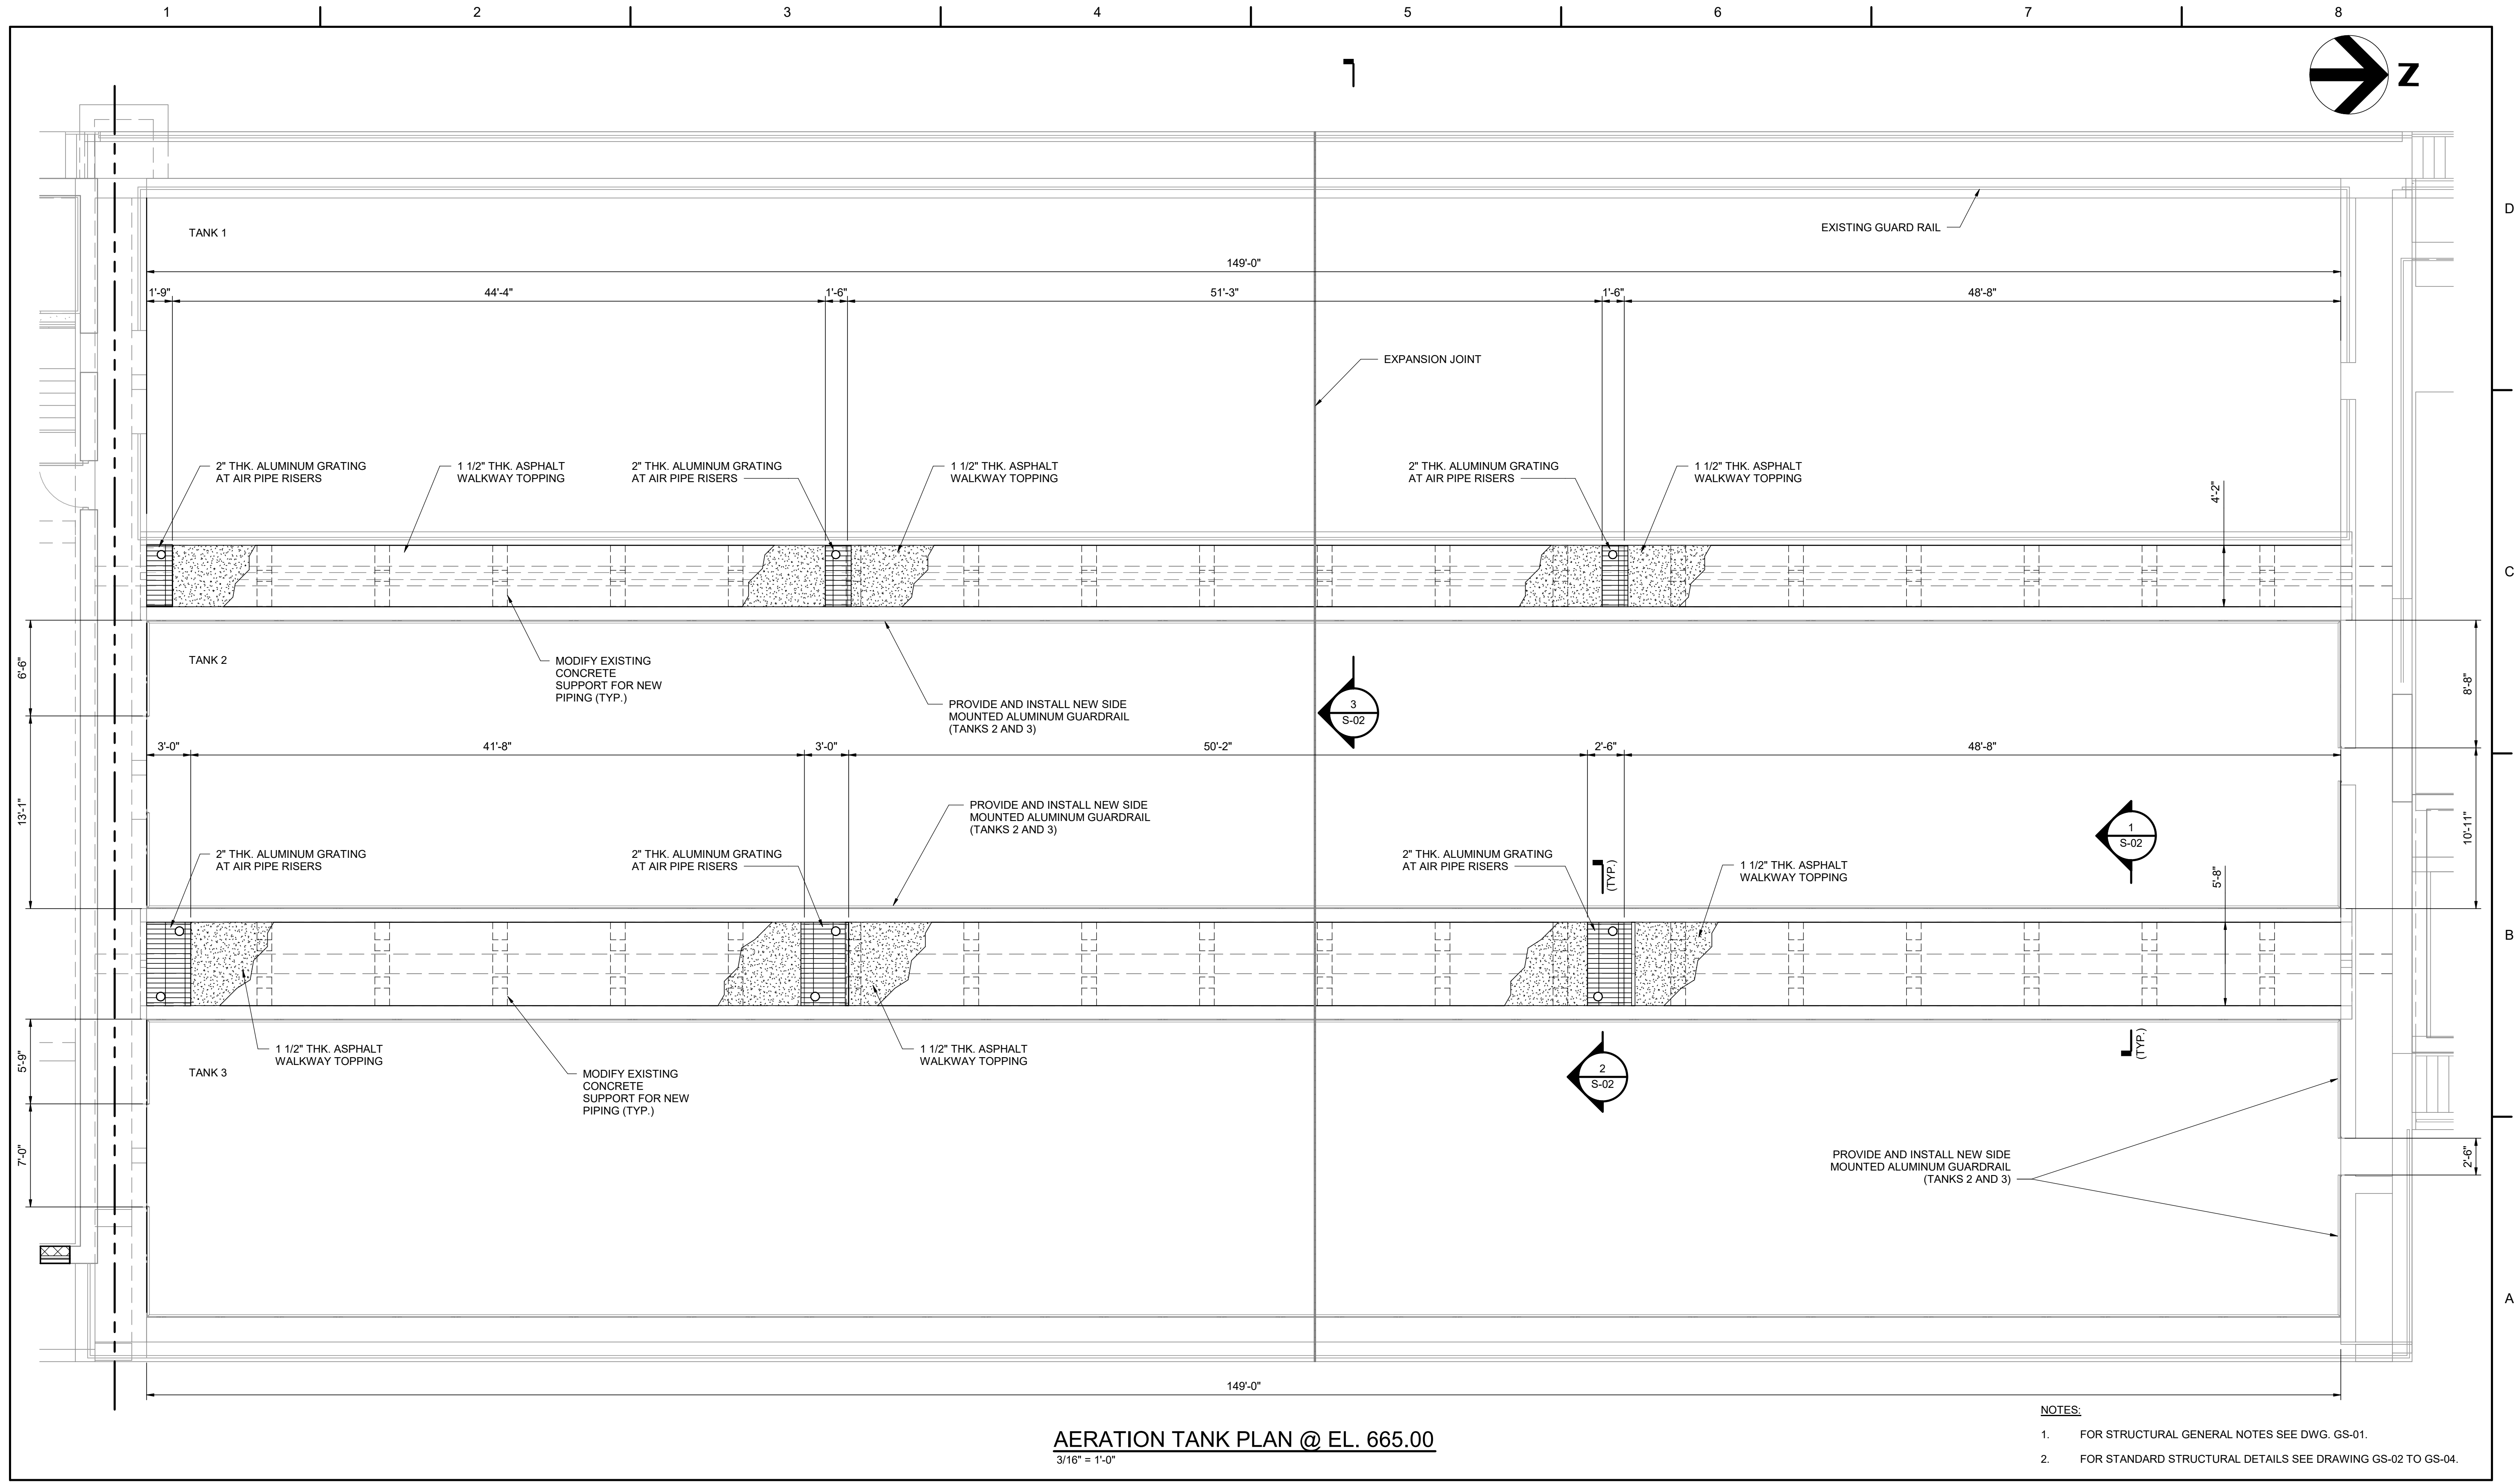 1 2 3 4 5 6 7 8
Z
D
TANK 1
EXISTING GUARD RAIL
149'-0"
1'-9" 44'-4" 1'-6" 51'-3" 1'-6" 48'-8"
EXPANSION JOINT
2" THK. ALUMINUM GRATING
AT AIR PIPE RISERS
1 1/2" THK. ASPHALT
WALKWAY TOPPING
2" THK. ALUMINUM GRATING
AT AIR PIPE RISERS
1 1/2" THK. ASPHALT
WALKWAY TOPPING
2" THK. ALUMINUM GRATING
AT AIR PIPE RISERS
1 1/2" THK. ASPHALT
WALKWAY TOPPING
4'-2"
C
6'-6"
TANK 2
MODIFY EXISTING
CONCRETE
SUPPORT FOR NEW
PIPING (TYP.)
PROVIDE AND INSTALL NEW SIDE
MOUNTED ALUMINUM GUARDRAIL
(TANKS 2 AND 3)
3
S-02
8'-8"
3'-0" 41'-8" 3'-0" 50'-2" 2'-6" 48'-8"
13'-1"
PROVIDE AND INSTALL NEW SIDE
MOUNTED ALUMINUM GUARDRAIL
(TANKS 2 AND 3)
1
S-02
10'-11"
2" THK. ALUMINUM GRATING
AT AIR PIPE RISERS
2" THK. ALUMINUM GRATING
AT AIR PIPE RISERS
2" THK. ALUMINUM GRATING
AT AIR PIPE RISERS
(TYP.)
1 1/2" THK. ASPHALT
WALKWAY TOPPING
5'-8"
B
5'-9"
1 1/2" THK. ASPHALT
WALKWAY TOPPING
TANK 3
MODIFY EXISTING
CONCRETE
SUPPORT FOR NEW
PIPING (TYP.)
1 1/2" THK. ASPHALT
WALKWAY TOPPING
2
S-02
(TYP.)
7'-0"
PROVIDE AND INSTALL NEW SIDE
MOUNTED ALUMINUM GUARDRAIL
(TANKS 2 AND 3)
2'-6"
A
149'-0"
AERATION TANK PLAN @ EL. 665.00
3/16" = 1'-0"
NOTES:
1. FOR STRUCTURAL GENERAL NOTES SEE DWG. GS-01.
2. FOR STANDARD STRUCTURAL DETAILS SEE DRAWING GS-02 TO GS-04.